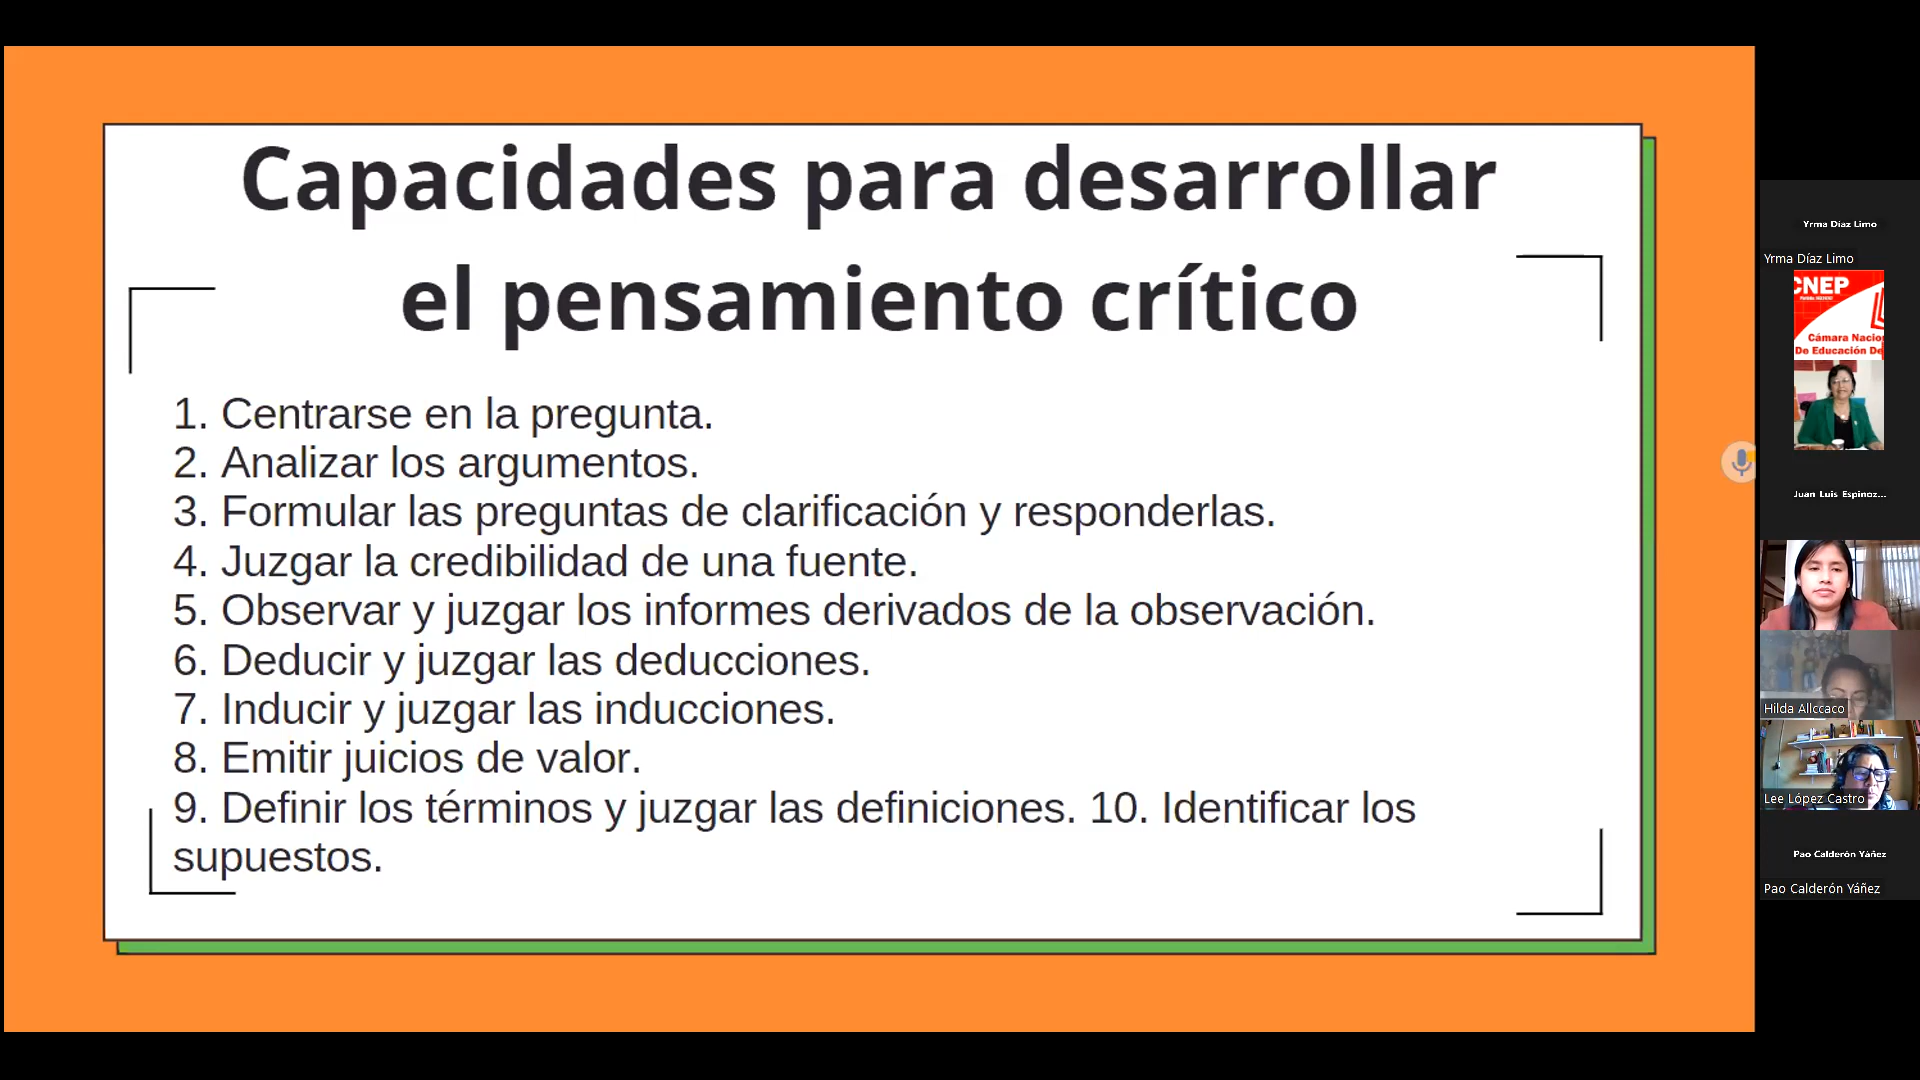 Capacidades para desarrollar
el pensamiento crítico
1. Centrarse en la pregunta.
2. Analizar los argumentos.
3. Formular las preguntas de clarificación y responderlas.
4. Juzgar la credibilidad de una fuente.
5. Observar y juzgar los informes derivados de la observación.
6. Deducir y juzgar las deducciones.
7. Inducir y juzgar las inducciones.
8. Emitir juicios de valor.
9. Definir los términos y juzgar las definiciones. 10. Identificar los
supuestos.
Yrma Díaz Limo
Yrma Díaz Limo
CNEP
Cámara Nacio
De Educación De
Juan Luis Espinoz...
Hilda Allccaco
Lee López Castro
Pao Calderón Yáñez
Pao Calderón Yáñez